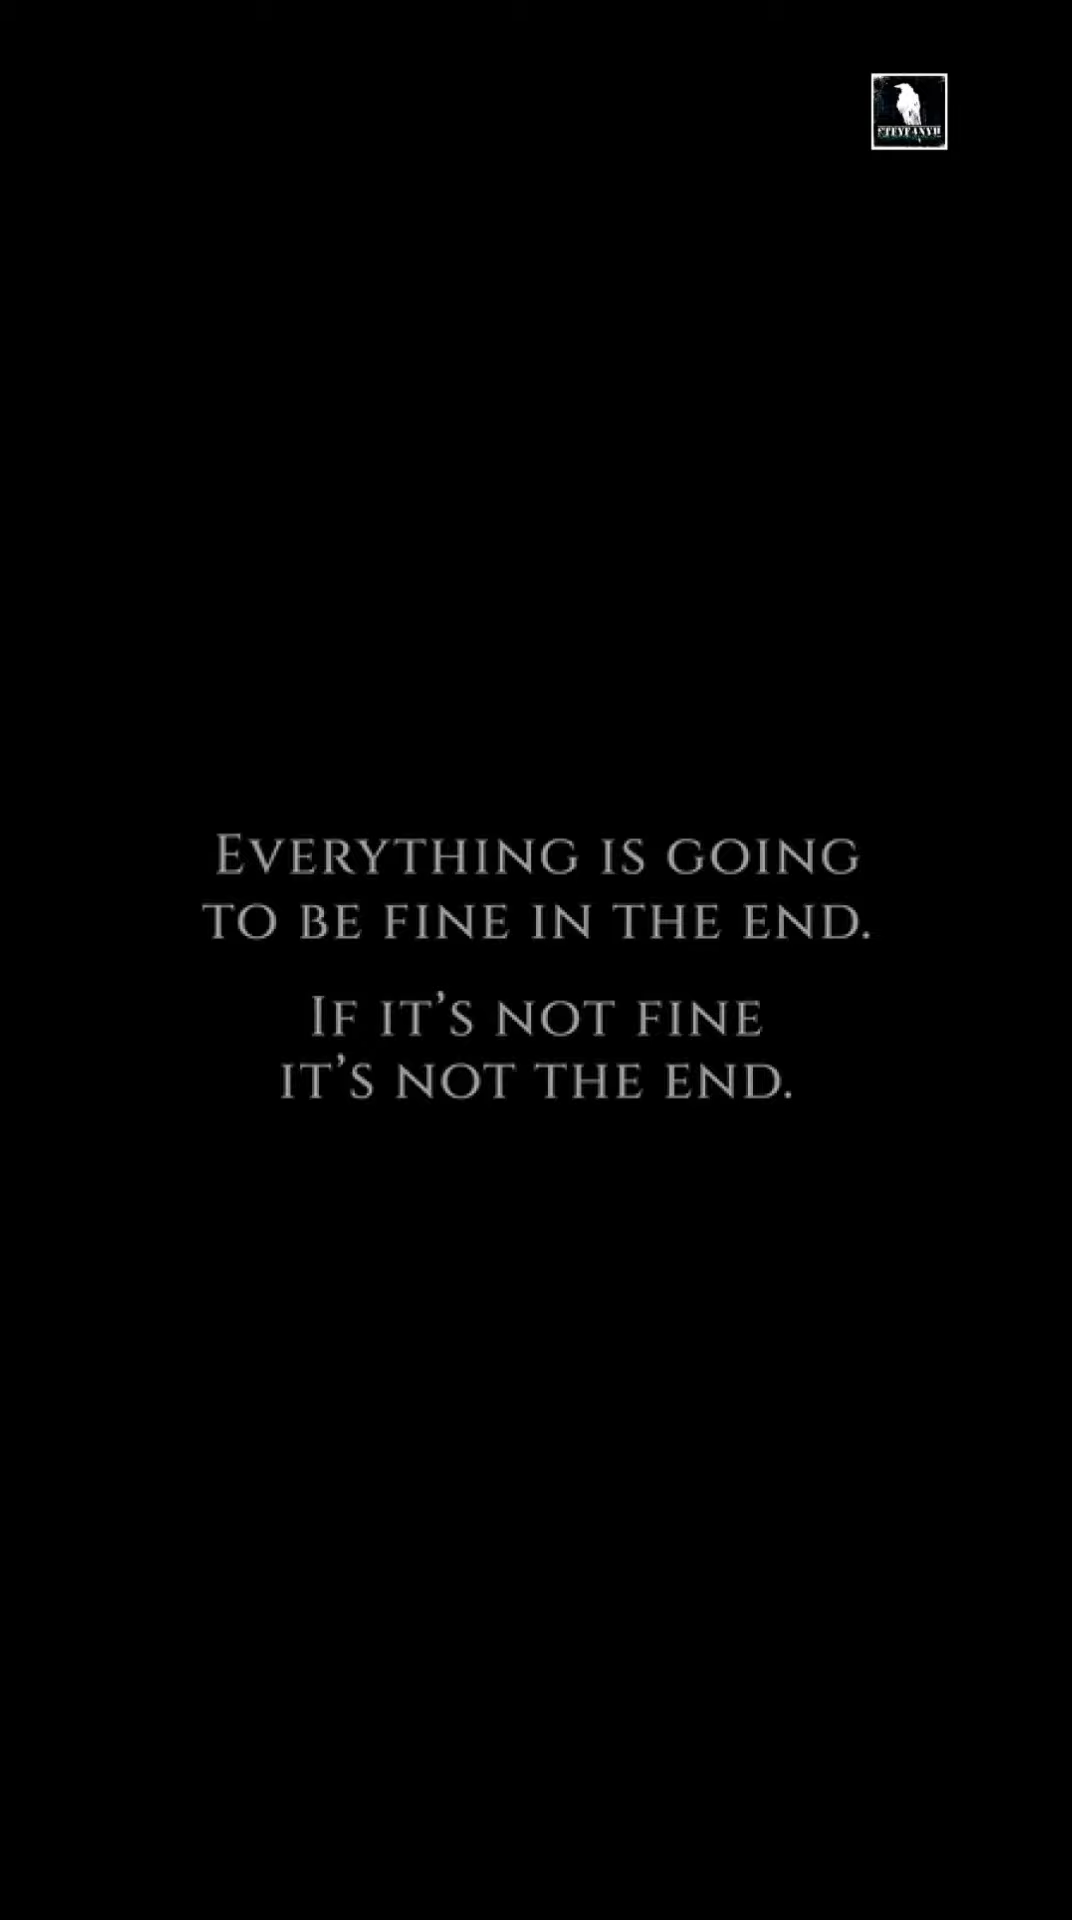 Everything is going
to be fine in the end.
If it’s not fine
it’s not the end.